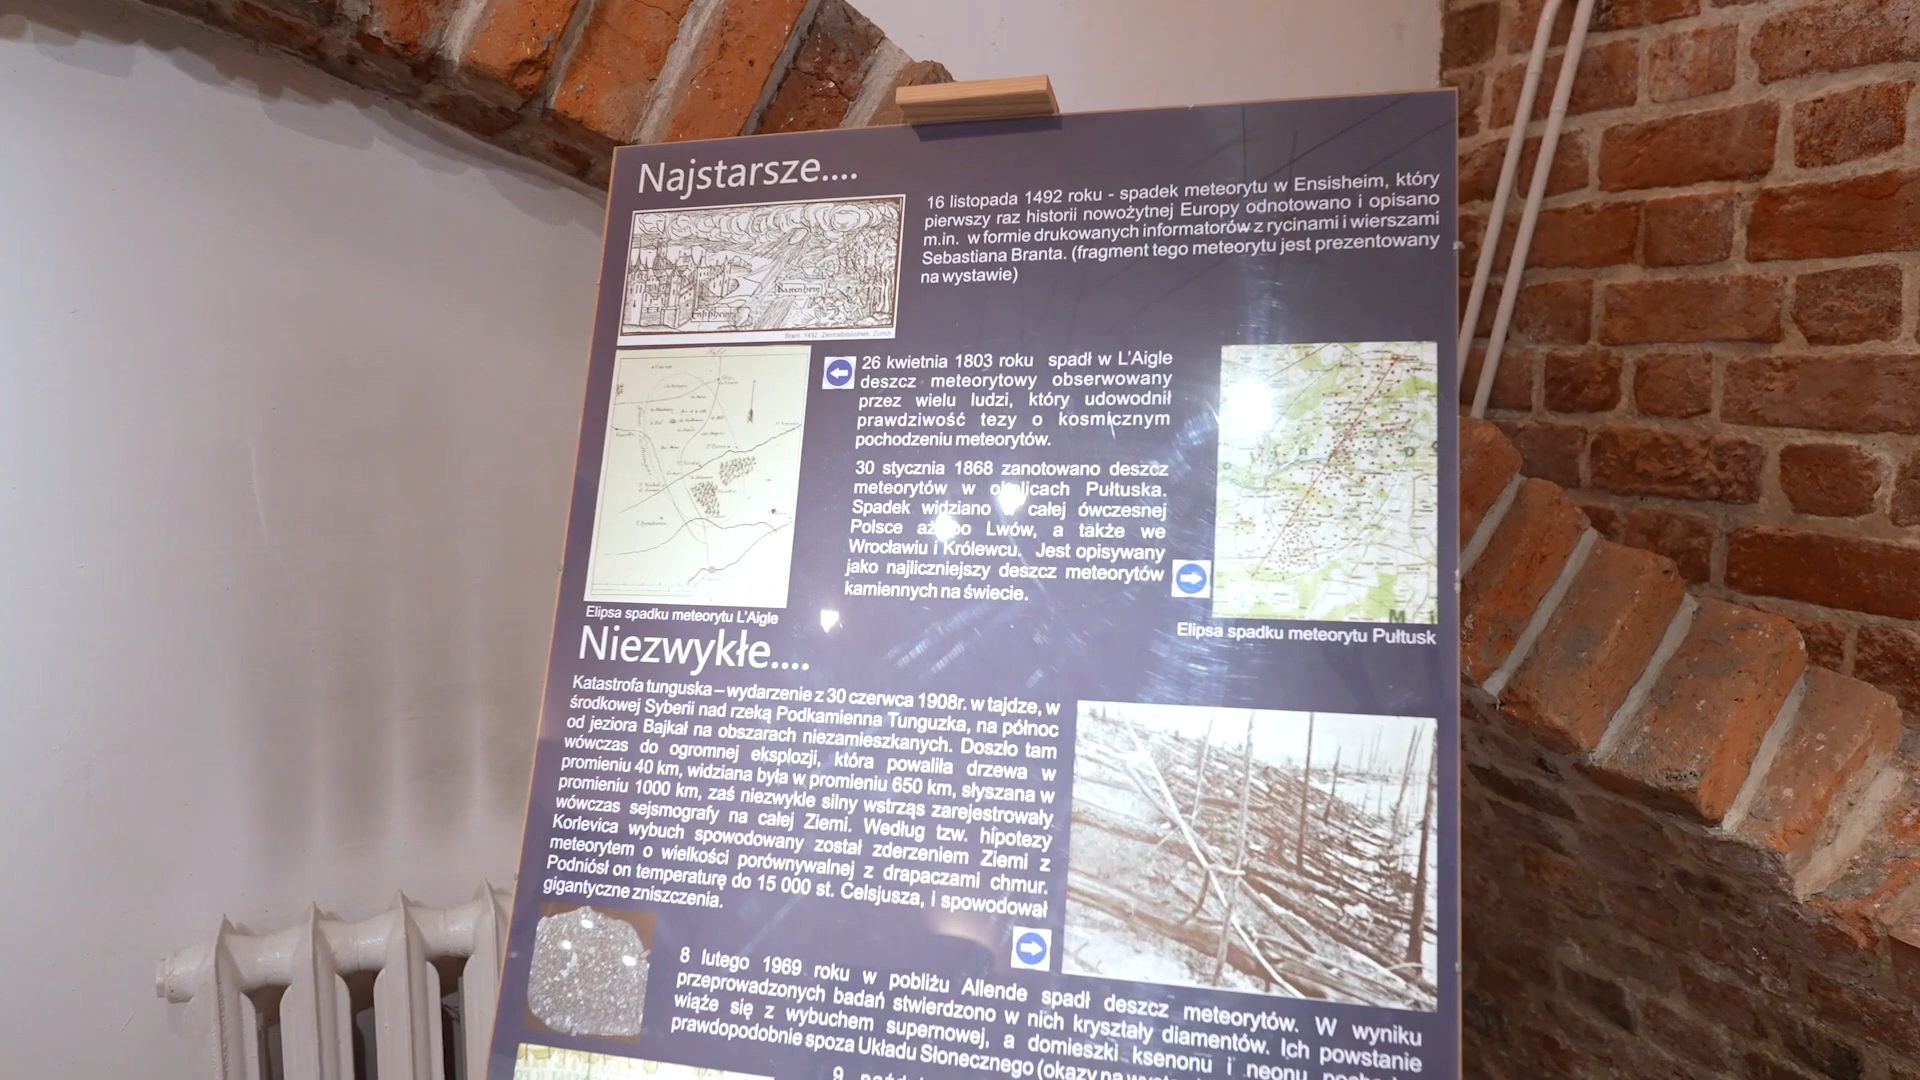 Najstarsze....
16 listopada 1492 roku - spadek meteorytu w Ensisheim, który
pierwszy raz historii nowożytnej Europy odnotowano i opisano
m.in. w formie drukowanych informatorów z rycinami i wierszami
Sebastiana Branta. (fragment tego meteorytu jest prezentowany
na wystawie)
Battenheim
Ensisheim
Brant, 1492, Zentralbibliothek, Zürich
26 kwietnia 1803 roku spadł w L'Aigle
deszcz meteorytowy obserwowany
przez wielu ludzi, który udowodnił
prawdziwość tezy o kosmicznym
pochodzeniu meteorytów.
30 stycznia 1868 zanotowano deszcz
meteorytów w okolicach Pułtuska.
Spadek widziano w całej ówczesnej
Polsce aż po Lwów, a także we
Wrocławiu i Królewcu. Jest opisywany
jako najliczniejszy deszcz meteorytów
kamiennych na świecie.
Elipsa spadku meteorytu L'Aigle
Elipsa spadku meteorytu Pułtusk
Niezwykłe....
Katastrofa tunguska – wydarzenie z 30 czerwca 1908r. w tajdze, w
środkowej Syberii nad rzeką Podkamienna Tunguzka, na północ
od jeziora Bajkał na obszarach niezamieszkanych. Doszło tam
wówczas do ogromnej eksplozji, która powaliła drzewa w
promieniu 40 km, widziana była w promieniu 650 km, słyszana w
promieniu 1000 km, zaś niezwykle silny wstrząs zarejestrowały
wówczas sejsmografy na całej Ziemi. Według tzw. hipotezy
Korlevica wybuch spowodowany został zderzeniem Ziemi z
meteorytem o wielkości porównywalnej z drapaczami chmur.
Podniósł on temperaturę do 15 000 st. Celsjusza, i spowodował
gigantyczne zniszczenia.
8 lutego 1969 roku w pobliżu Allende spadł deszcz meteorytów. W wyniku
przeprowadzonych badań stwierdzono w nich kryształy diamentów. Ich powstanie
wiąże się z wybuchem supernowej, a domieszki ksenonu i neonu
prawdopodobnie spoza Układu Słonecznego (okazy na
9